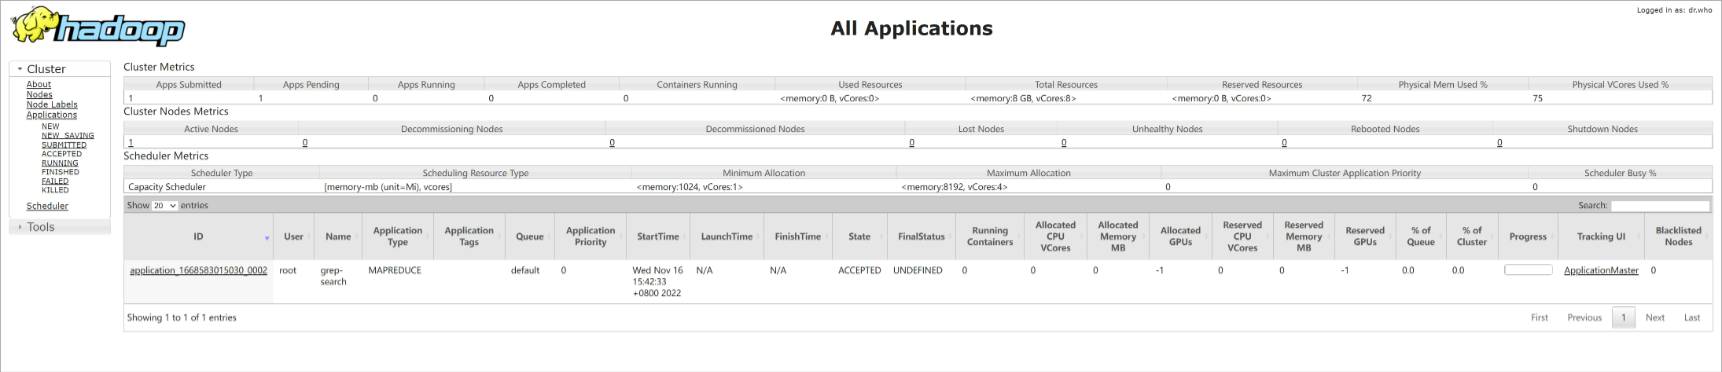 Logged in as: dr.who
hadoop
All Applications
Cluster
About
Nodes
Node Labels
Applications
NEW
NEW_SAVING
SUBMITTED
ACCEPTED
RUNNING
FINISHED
FAILED
KILLED
Scheduler
Tools
Cluster Metrics
Apps Submitted Apps Pending Apps Running Apps Completed Containers Running Used Resources Total Resources Reserved Resources Physical Mem Used % Physical VCores Used %
1 1 0 0 0 <memory:0 B, vCores:0> <memory:8 GB, vCores:8> <memory:0 B, vCores:0> 72 75
Cluster Nodes Metrics
Active Nodes Decommissioning Nodes Decommissioned Nodes Lost Nodes Unhealthy Nodes Rebooted Nodes Shutdown Nodes
1 0 0 0 0 0 0
Scheduler Metrics
Scheduler Type Scheduling Resource Type Minimum Allocation Maximum Allocation Maximum Cluster Application Priority Scheduler Busy %
Capacity Scheduler [memory-mb (unit=Mi), vcores] <memory:1024, vCores:1> <memory:8192, vCores:4> 0 0
Show 20 entries Search:
ID User Name Application Type Application Tags Queue Application Priority StartTime LaunchTime FinishTime State FinalStatus Running Containers Allocated CPU VCores Allocated Memory MB Allocated GPUs Reserved CPU VCores Reserved Memory MB Reserved GPUs % of Queue % of Cluster Progress Tracking UI Blacklisted Nodes
application_1668583015030_0002 root grep-search MAPREDUCE default 0 Wed Nov 16 15:42:33 +0800 2022 N/A N/A ACCEPTED UNDEFINED 0 0 0 -1 0 0 -1 0.0 0.0 ApplicationMaster 0
Showing 1 to 1 of 1 entries First Previous 1 Next Last